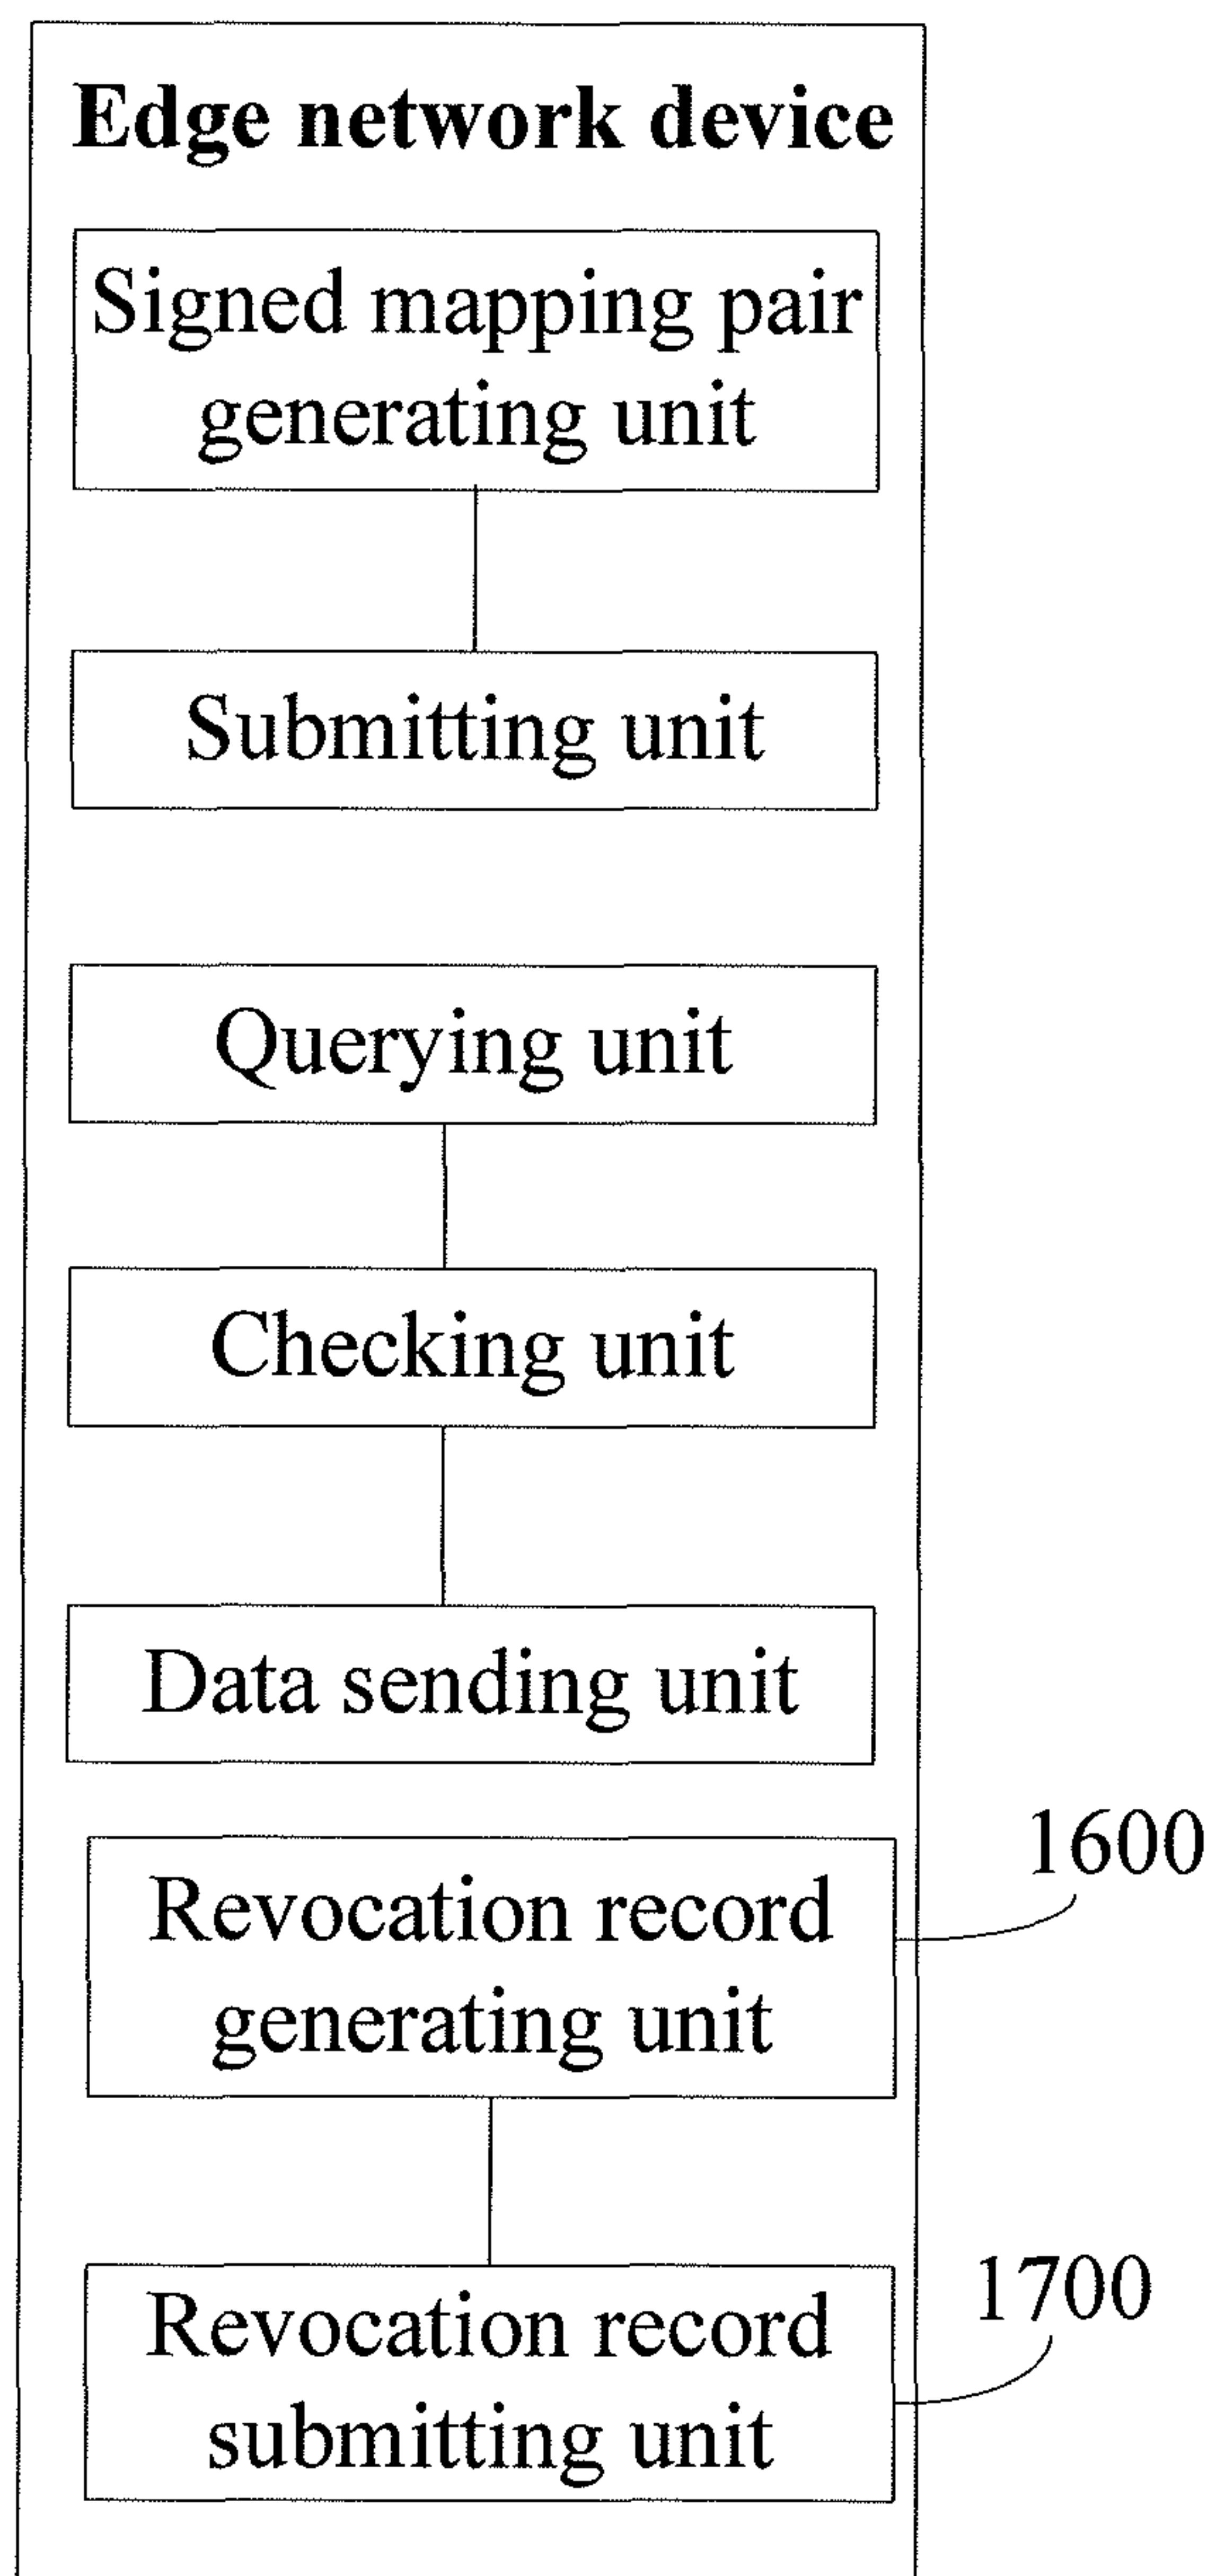 Edge network device
Signed mapping pair
generating unit
Submitting unit
Querying unit
Checking unit
Data sending unit
1600
Revocation record
generating unit
1700
Revocation record
submitting unit